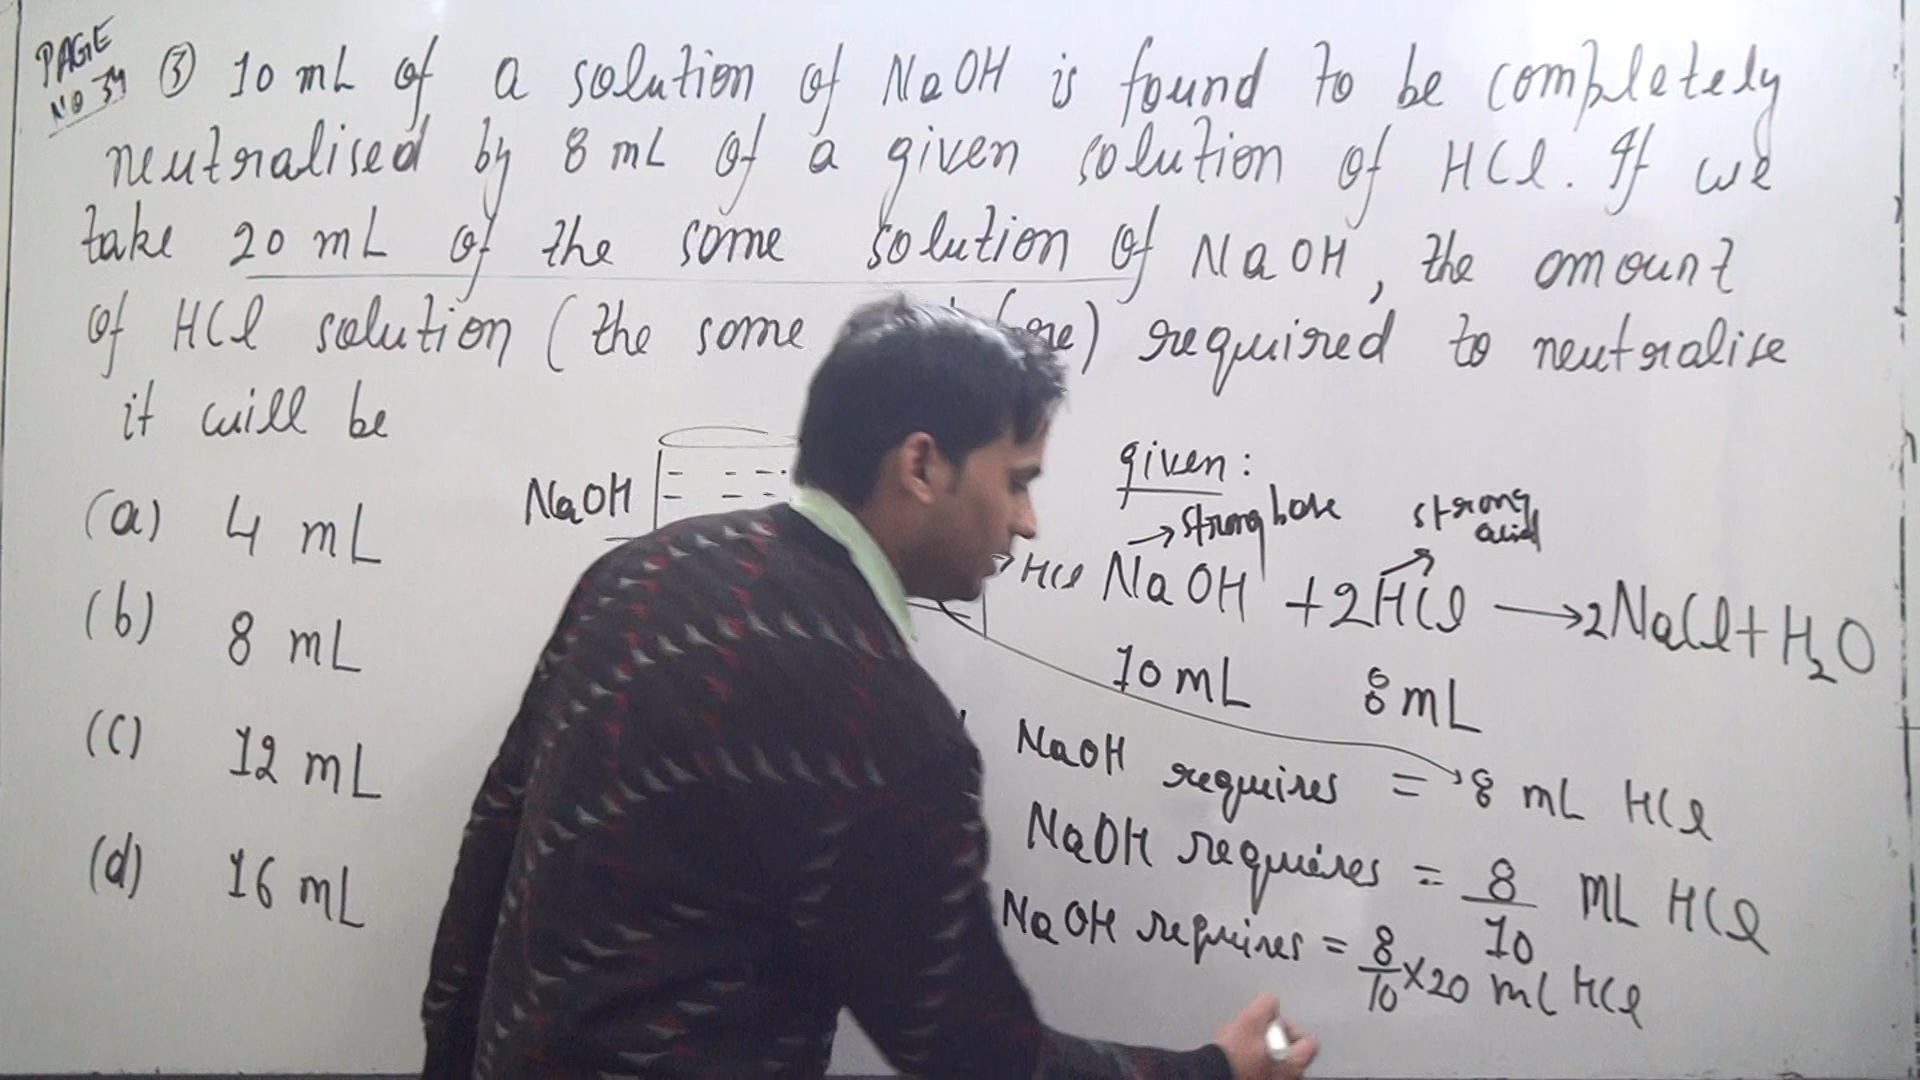 PAGE
NO 34
③ 10 mL of a solution of NaOH is found to be completely
neutralised by 8 mL of a given solution of HCl. If we
take 20 mL of the same solution of NaOH, the amount
of HCl solution (the same required to neutralise
it will be
(a) 4 mL
(b) 8 mL
(c) 12 mL
(d) 16 mL
NaOH
HCl
given:
→ strong base
strong acid
NaOH + 2HCl → 2NaCl + H₂O
10 mL 8 mL
NaOH requires = 8 mL HCl
NaOH requires = 8/10 mL HCl
NaOH requires = 8/10 × 20 ml HCl